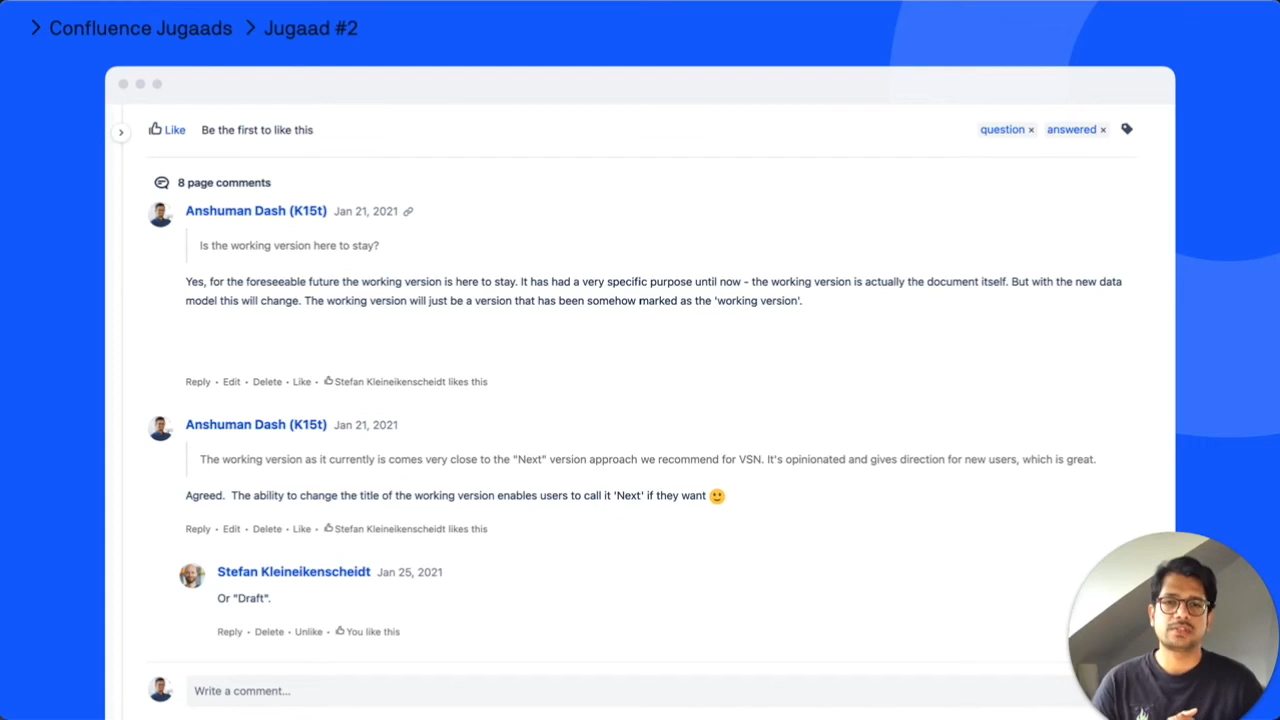 Confluence Jugaads > Jugaad #2
Like Be the first to like this question × answered ×
8 page comments
Anshuman Dash (K15t) Jan 21, 2021
Is the working version here to stay?
Yes, for the foreseeable future the working version is here to stay. It has had a very specific purpose until now - the working version is actually the document itself. But with the new data
model this will change. The working version will just be a version that has been somehow marked as the 'working version'.
Reply • Edit • Delete • Like • Stefan Kleineikenscheidt likes this
Anshuman Dash (K15t) Jan 21, 2021
The working version as it currently is comes very close to the "Next" version approach we recommend for VSN. It's opinionated and gives direction for new users, which is great.
Agreed. The ability to change the title of the working version enables users to call it 'Next' if they want 🙂
Reply • Edit • Delete • Like • Stefan Kleineikenscheidt likes this
Stefan Kleineikenscheidt Jan 25, 2021
Or "Draft".
Reply • Delete • Unlike • You like this
Write a comment...